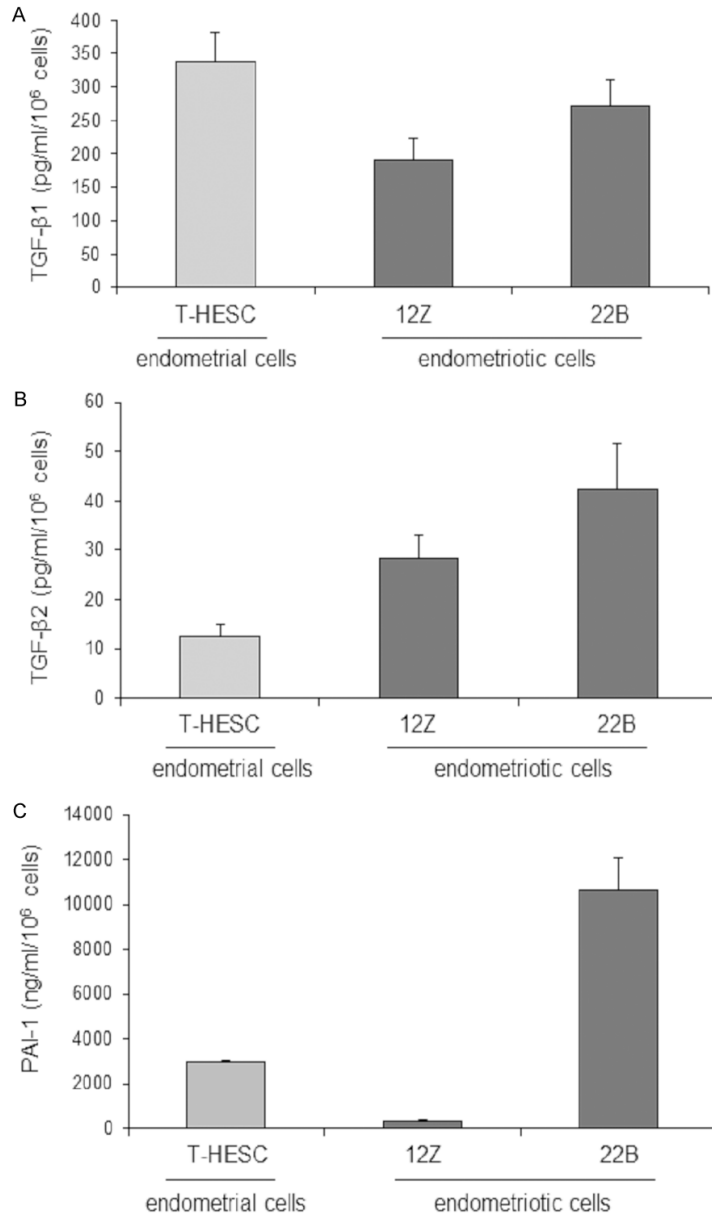 A
TGF-β1 (pg/ml/10⁶ cells)
400
350
300
250
200
150
100
50
0
T-HESC 12Z 22B
endometrial cells endometriotic cells
B
TGF-β2 (pg/ml/10⁶ cells)
60
50
40
30
20
10
0
T-HESC 12Z 22B
endometrial cells endometriotic cells
C
PAI-1 (ng/ml/10⁶ cells)
14000
12000
10000
8000
6000
4000
2000
0
T-HESC 12Z 22B
endometrial cells endometriotic cells